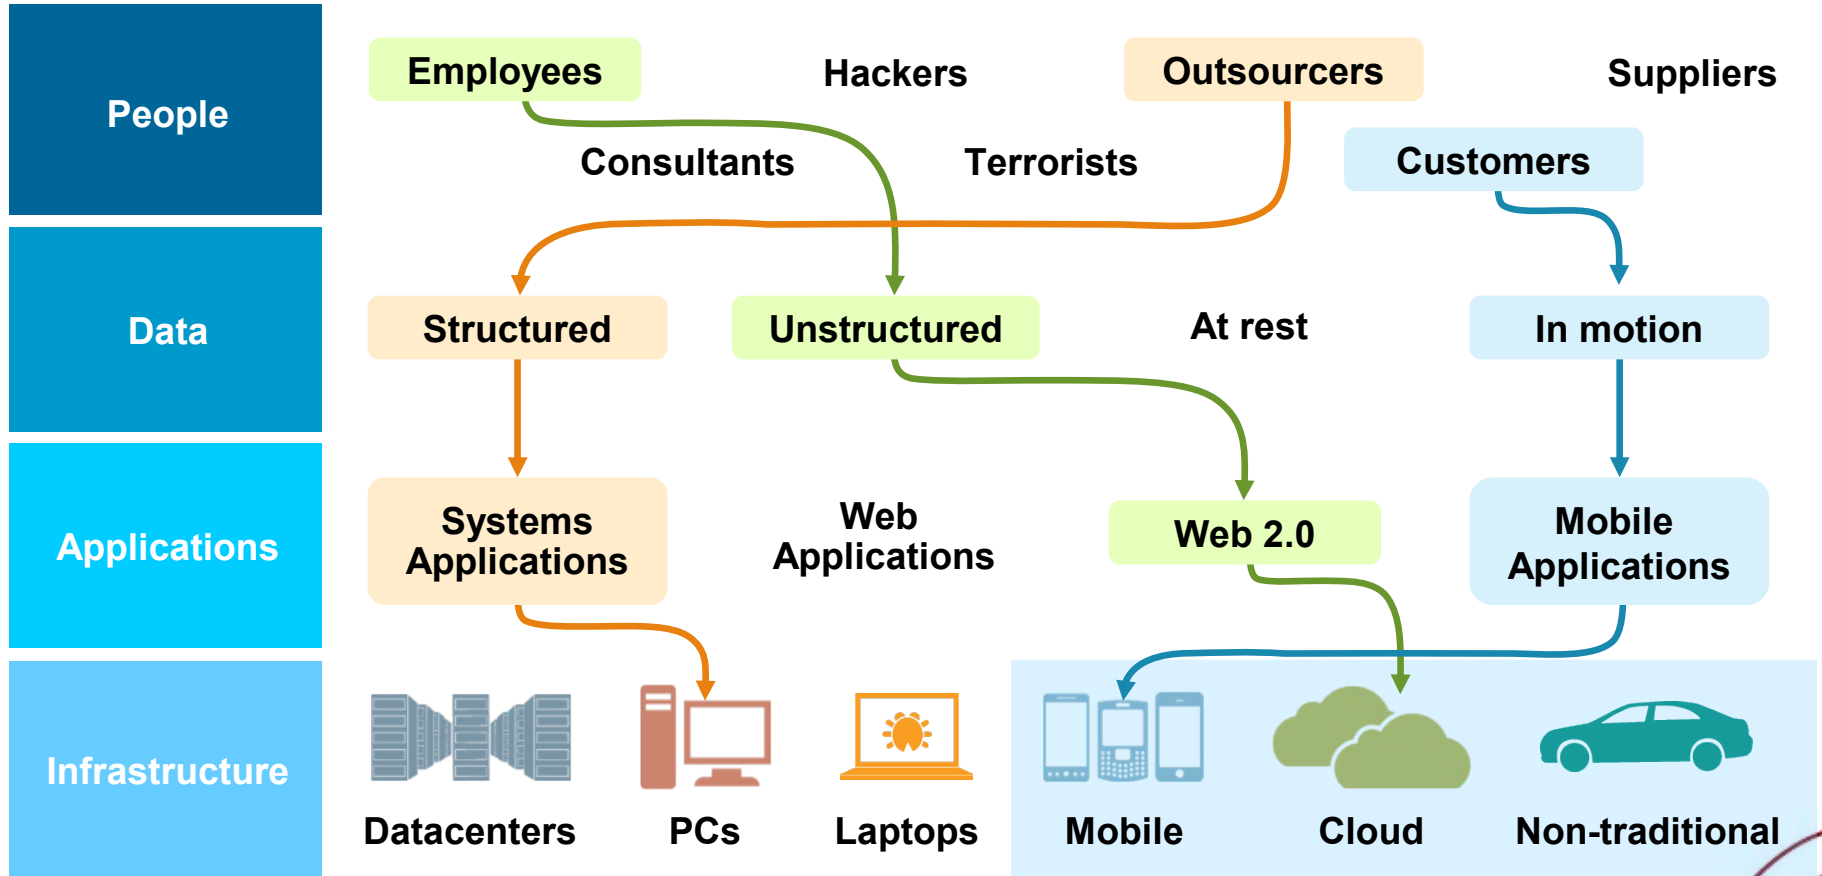 People
Employees
Hackers
Outsourcers
Suppliers
Consultants
Terrorists
Customers
Data
Structured
Unstructured
At rest
In motion
Applications
Systems
Applications
Web
Applications
Web 2.0
Mobile
Applications
Infrastructure
Datacenters
PCs
Laptops
Mobile
Cloud
Non-traditional